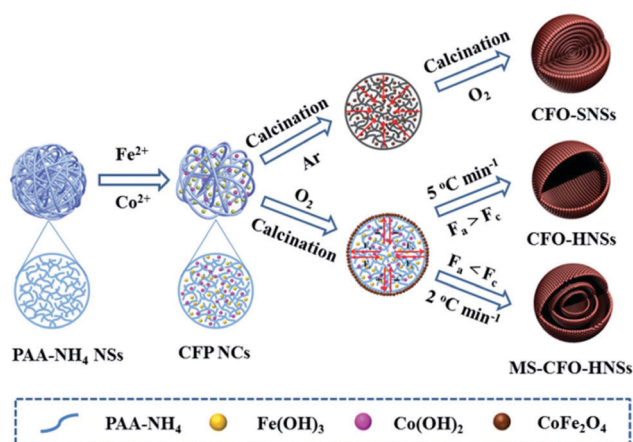 Calcination
O₂
CFO-SNSs
Calcination
Ar
Fe²⁺
Co²⁺
O₂
Calcination
5 ºC min⁻¹
Fₐ > F꜀
CFO-HNSs
Fₐ < F꜀
2 ºC min⁻¹
MS-CFO-HNSs
PAA-NH₄ NSs
CFP NCs
PAA-NH₄ Fe(OH)₃ Co(OH)₂ CoFe₂O₄